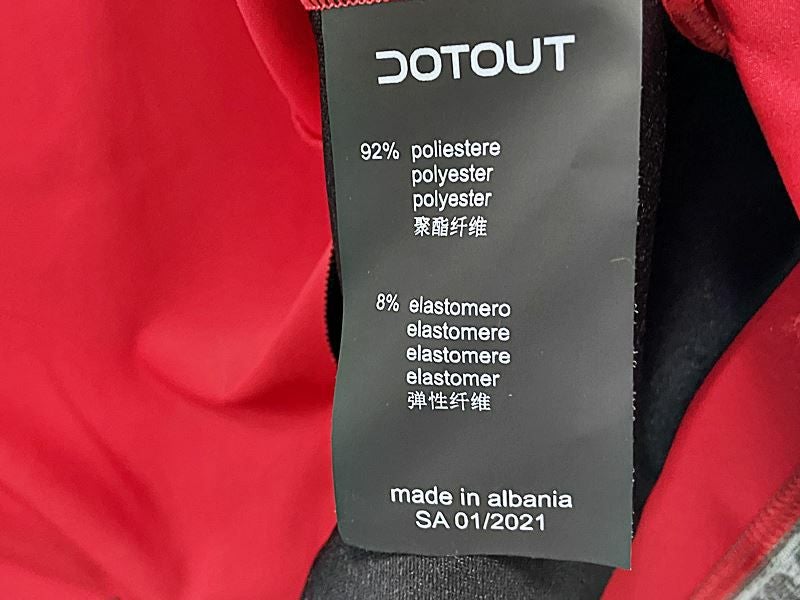 DOTOUT
92% poliestere
polyester
polyester
聚酯纤维
8% elastomero
elastomere
elastomere
elastomer
弹性纤维
made in albania
SA 01/2021